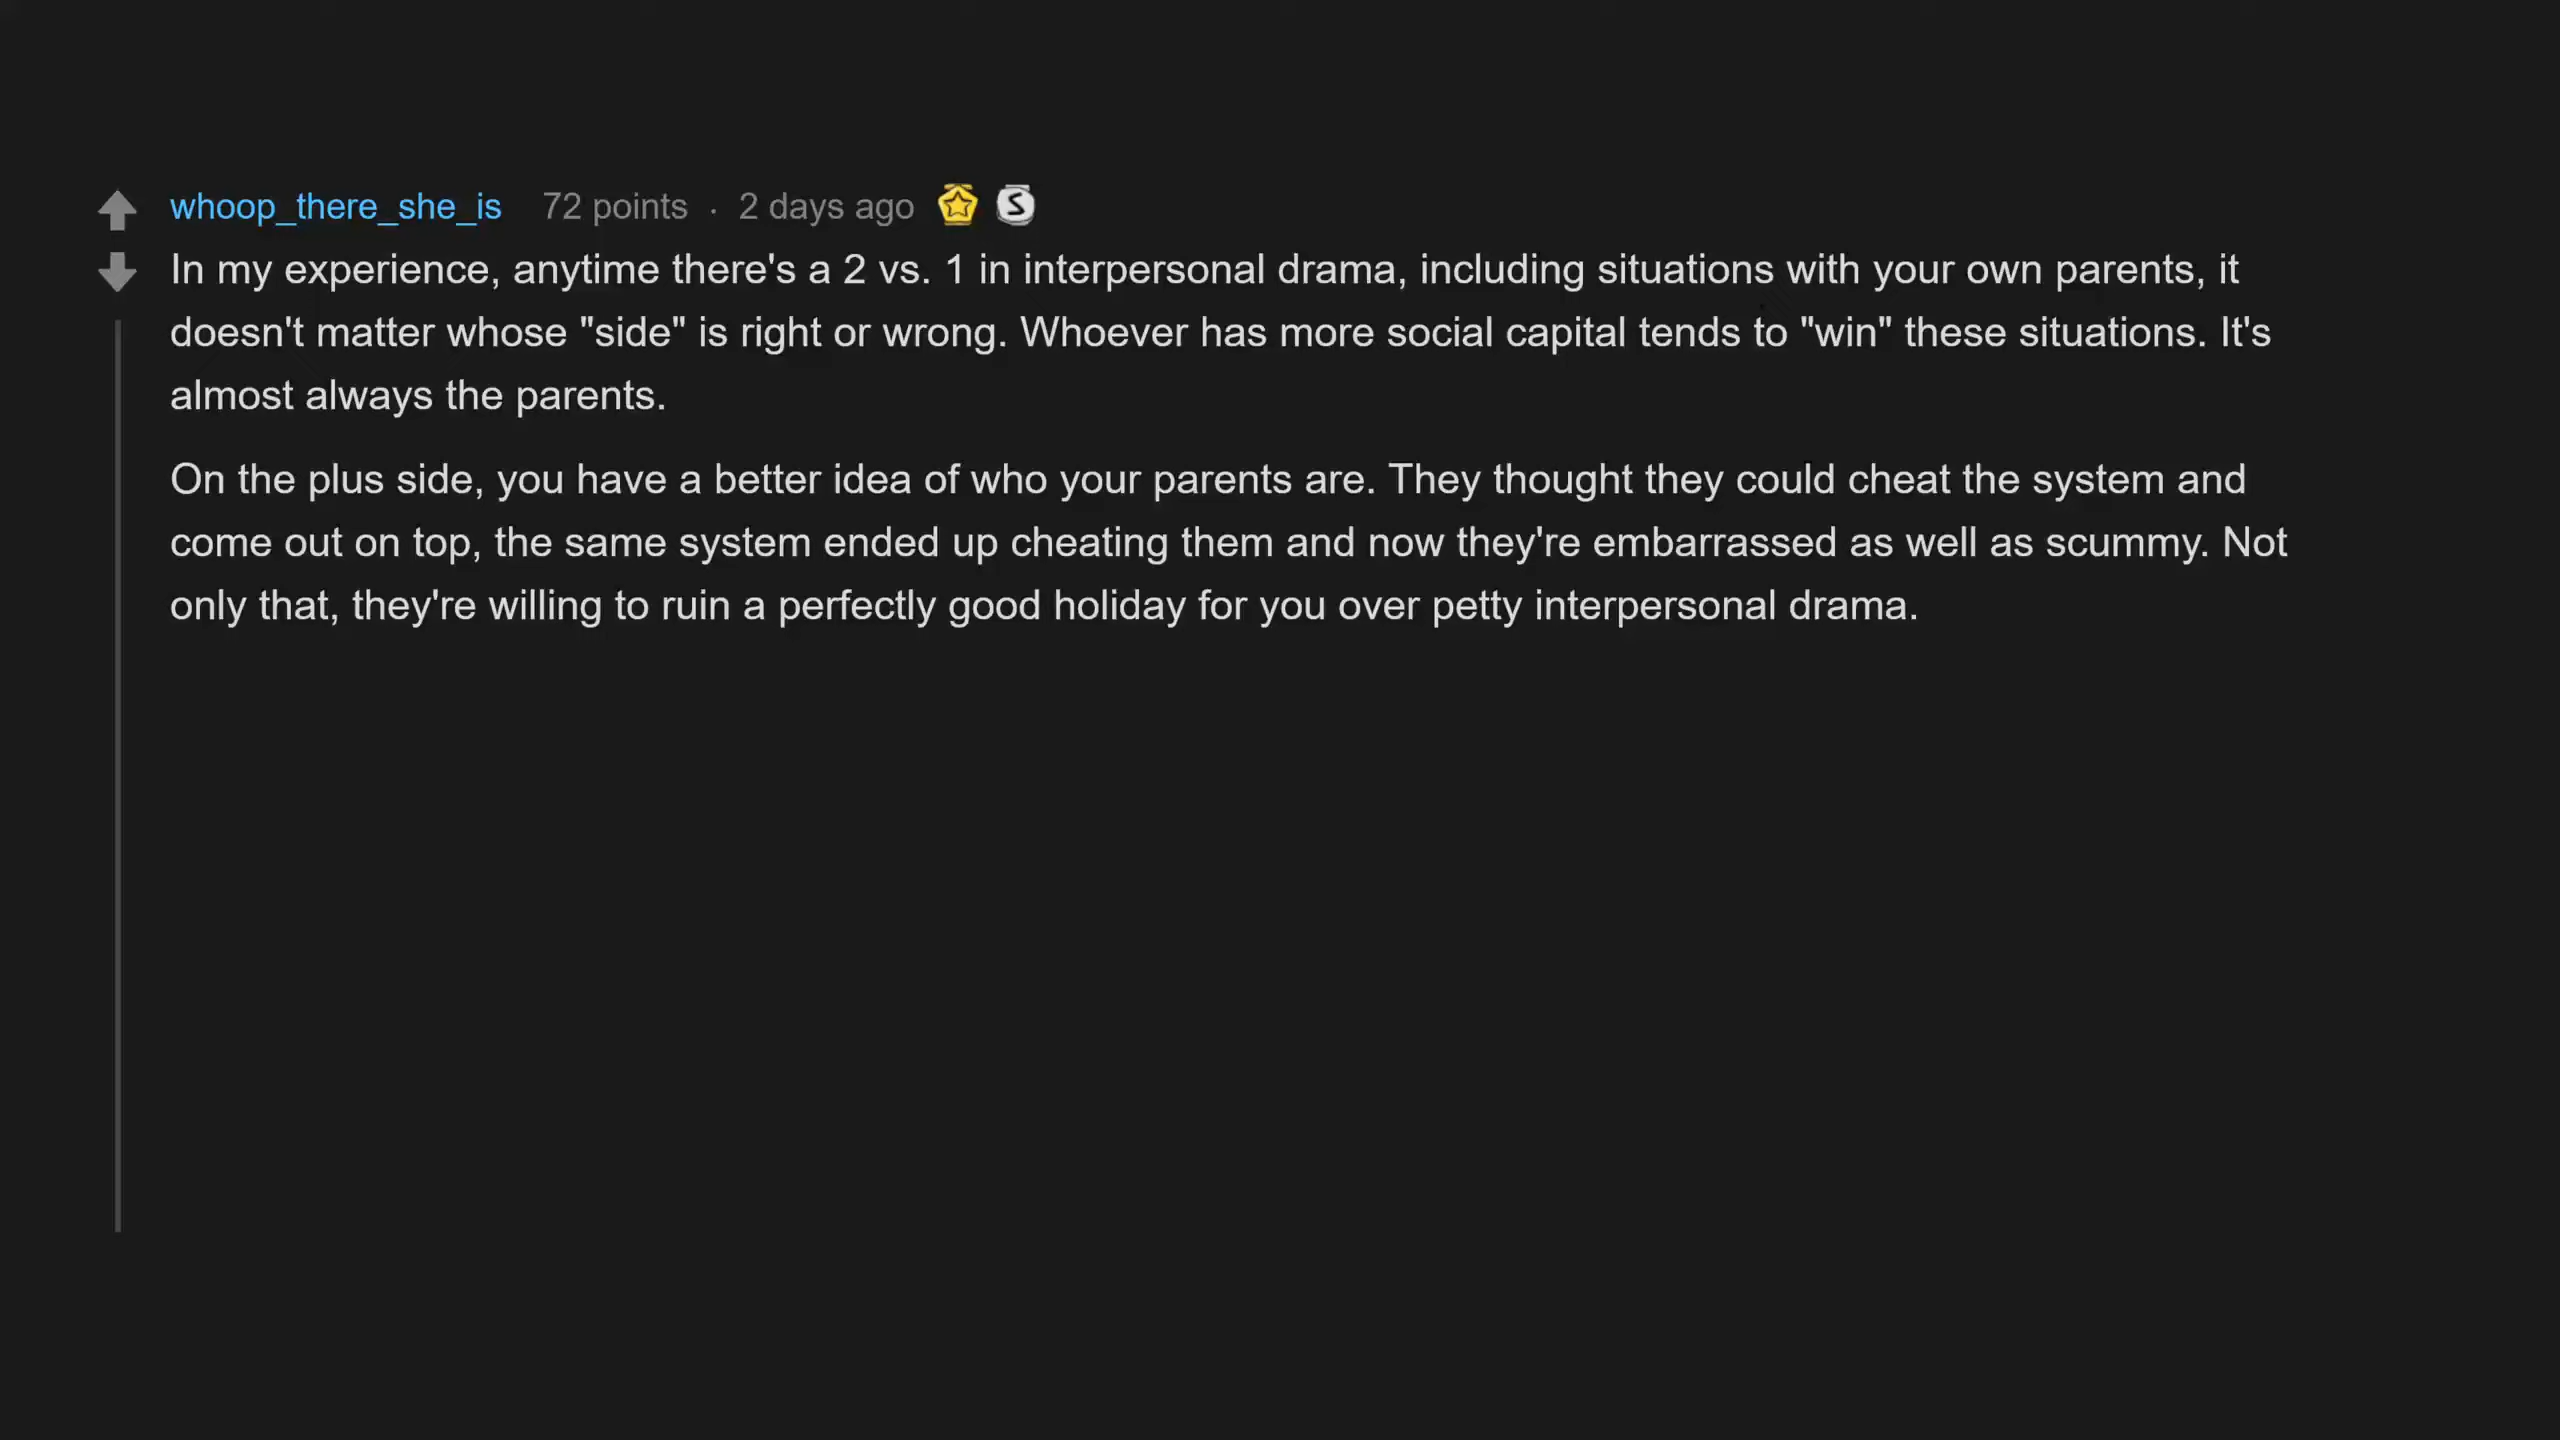 whoop_there_she_is 72 points · 2 days ago
In my experience, anytime there's a 2 vs. 1 in interpersonal drama, including situations with your own parents, it
doesn't matter whose "side" is right or wrong. Whoever has more social capital tends to "win" these situations. It's
almost always the parents.
On the plus side, you have a better idea of who your parents are. They thought they could cheat the system and
come out on top, the same system ended up cheating them and now they're embarrassed as well as scummy. Not
only that, they're willing to ruin a perfectly good holiday for you over petty interpersonal drama.